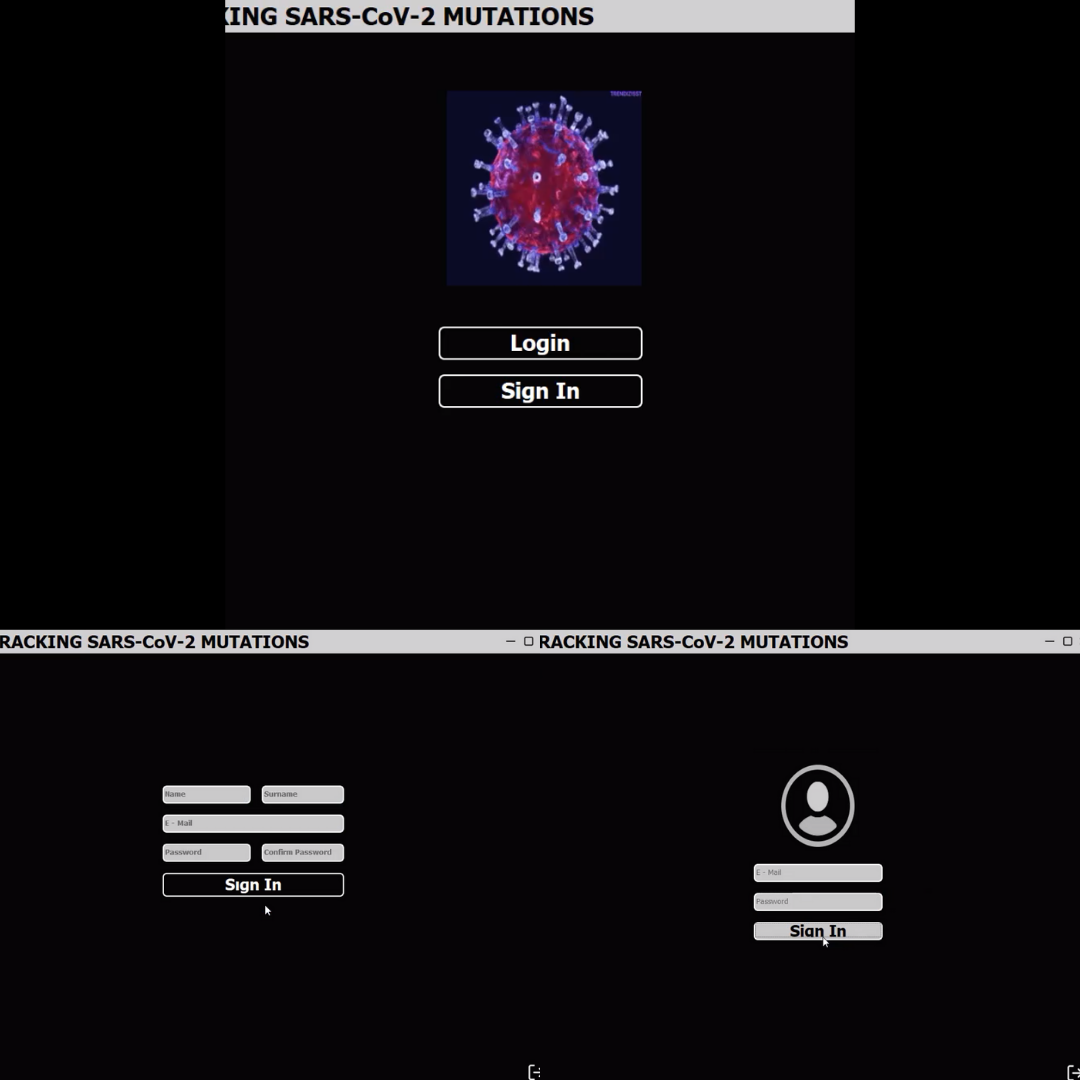 KING SARS-CoV-2 MUTATIONS
TRENDIZISST
Login
Sign In
RACKING SARS-CoV-2 MUTATIONS
Name
Surname
E - Mail
Password
Confirm Password
Sign In
RACKING SARS-CoV-2 MUTATIONS
E - Mail
Password
Sign In